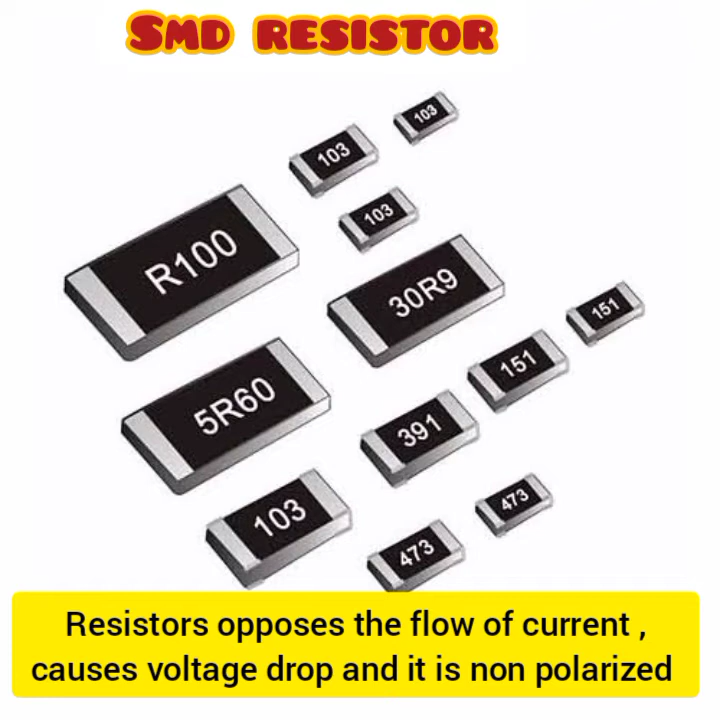 SMD RESISTOR
103
103
103
R100
30R9
151
151
5R60
391
103
473
473
Resistors opposes the flow of current ,
causes voltage drop and it is non polarized